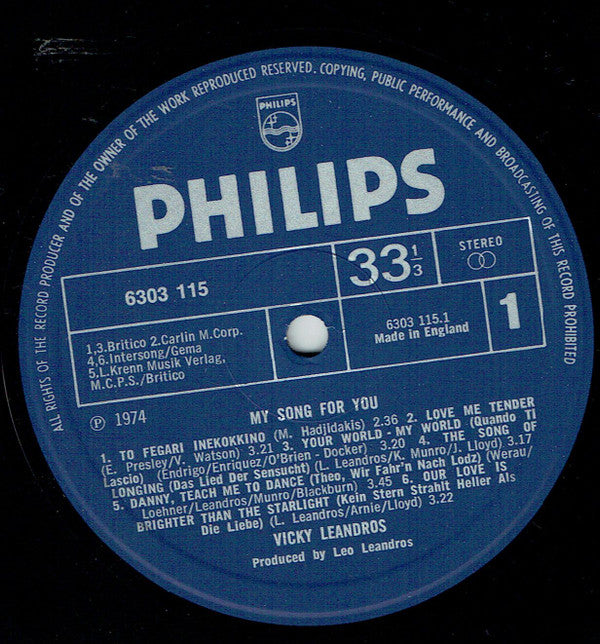 ALL RIGHTS OF THE RECORD PRODUCER AND OF THE OWNER OF THE WORK REPRODUCED RESERVED. COPYING, PUBLIC PERFORMANCE AND BROADCASTING OF THIS RECORD PROHIBITED
PHILIPS
PHILIPS
6303 115
33 1/3
STEREO
1,3.Britico 2.Carlin M.Corp.
4,6.Intersong/Gema
5,L.Krenn Musik Verlag,
M.C.P.S./Britico
6303 115.1
Made in England
1
Ⓟ 1974
MY SONG FOR YOU
1. TO FEGARI INEKOKKINO (M. Hadjidakis) 2.36 2. LOVE ME TENDER
(E. Presley/V. Watson) 3.21 3. YOUR WORLD - MY WORLD (Quando Ti
Lascio) (Endrigo/Enriquez/O'Brien - Docker) 3.20 4. THE SONG OF
LONGING (Das Lied Der Sensucht) (L. Leandros/K. Munro/J. Lloyd) 3.17
5. DANNY, TEACH ME TO DANCE (Theo, Wir Fahr'n Nach Lodz) (Werau/
Loehner/Leandros/Munro/Blackburn) 3.45 6. OUR LOVE IS
BRIGHTER THAN THE STARLIGHT (Kein Stern Strahlt Heller Als
Die Liebe) (L. Leandros/Arnie/Lloyd) 3.22
VICKY LEANDROS
Produced by Leo Leandros